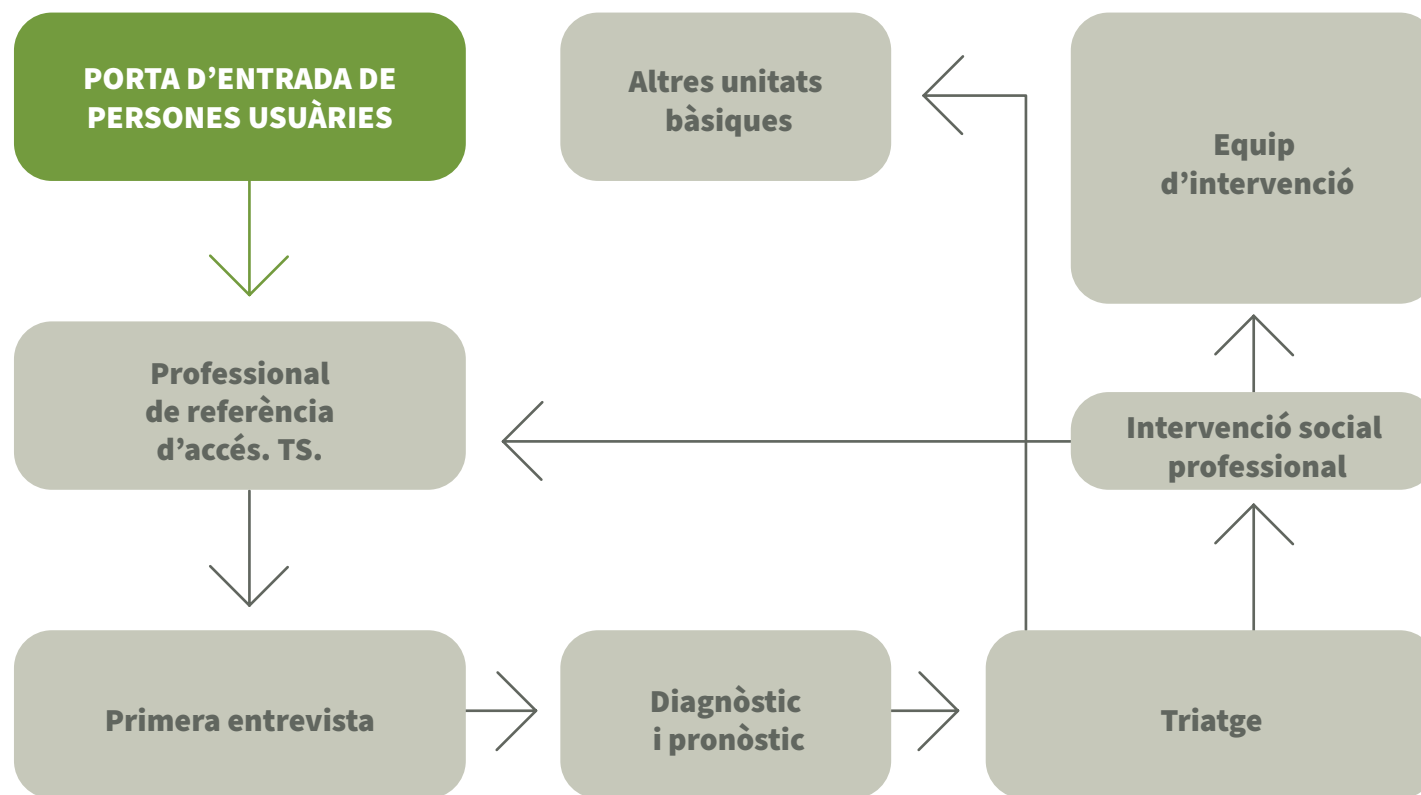 PORTA D’ENTRADA DE
PERSONES USUÀRIES
Altres unitats
bàsiques
Equip
d’intervenció
Professional
de referència
d’accés. TS.
Intervenció social
professional
Primera entrevista
Diagnòstic
i pronòstic
Triatge